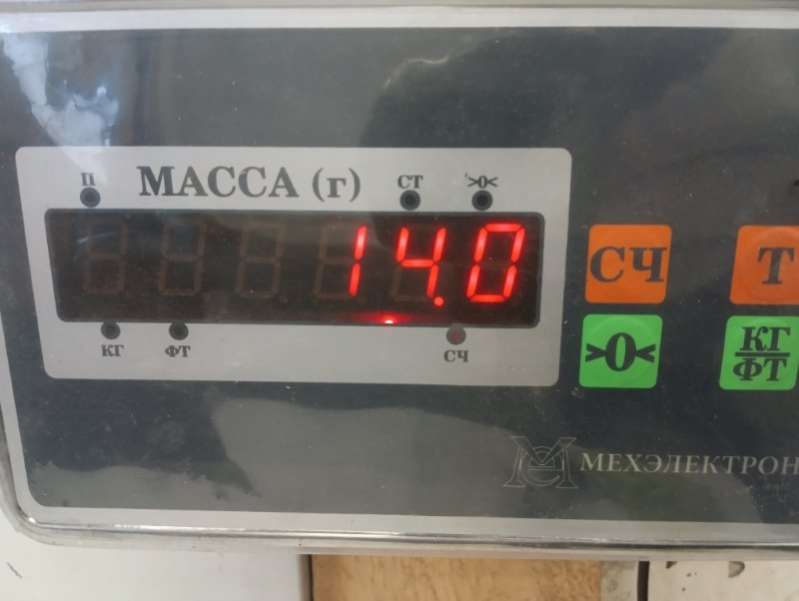 П МАССА (г) СТ >0<
14.0
КГ ФТ СЧ
СЧ Т
>0< КГ
ФТ
МЕХЭЛЕКТРОН